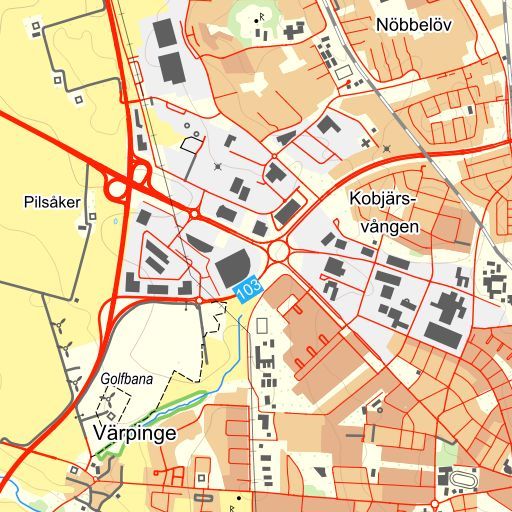 Nöbbelöv
R
Pilsåker
Kobjärs-
vången
103
Golfbana
Värpinge
R